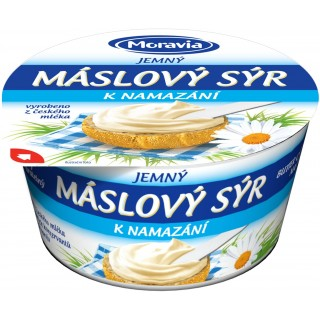 Moravia
JEMNÝ
MÁSLOVÝ SÝR
K NAMAZÁNÍ
vyrobeno
z českého
mléka
JEMNÝ
MÁSLOVÝ SÝR
K NAMAZÁNÍ